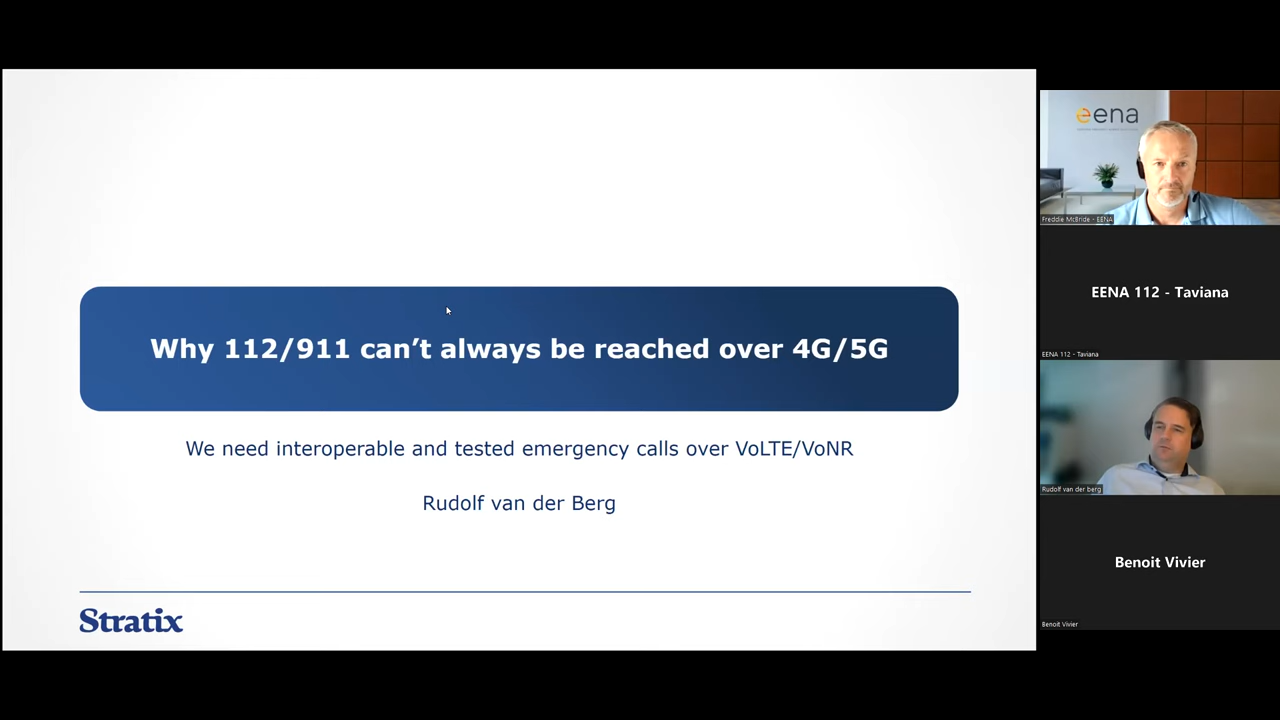 Why 112/911 can’t always be reached over 4G/5G
We need interoperable and tested emergency calls over VoLTE/VoNR
Rudolf van der Berg
Stratix
eena
Freddie McBride - EENA
EENA 112 - Taviana
EENA 112 - Taviana
Rudolf van der berg
Benoit Vivier
Benoit Vivier